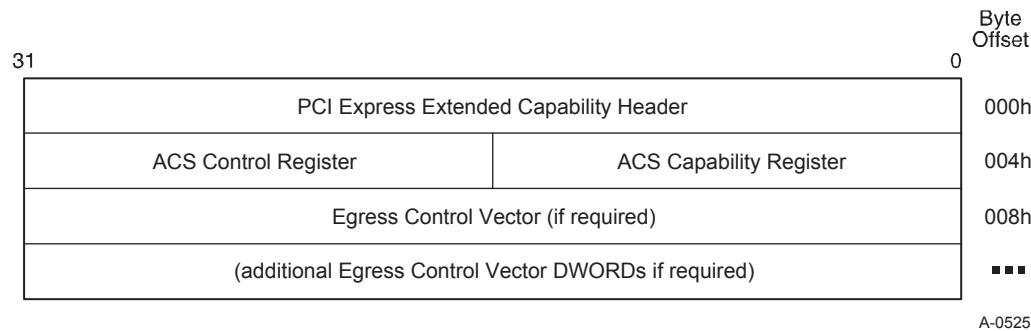 Byte
Offset
31 0
PCI Express Extended Capability Header 000h
ACS Control Register ACS Capability Register 004h
Egress Control Vector (if required) 008h
(additional Egress Control Vector DWORDs if required)
A-0525